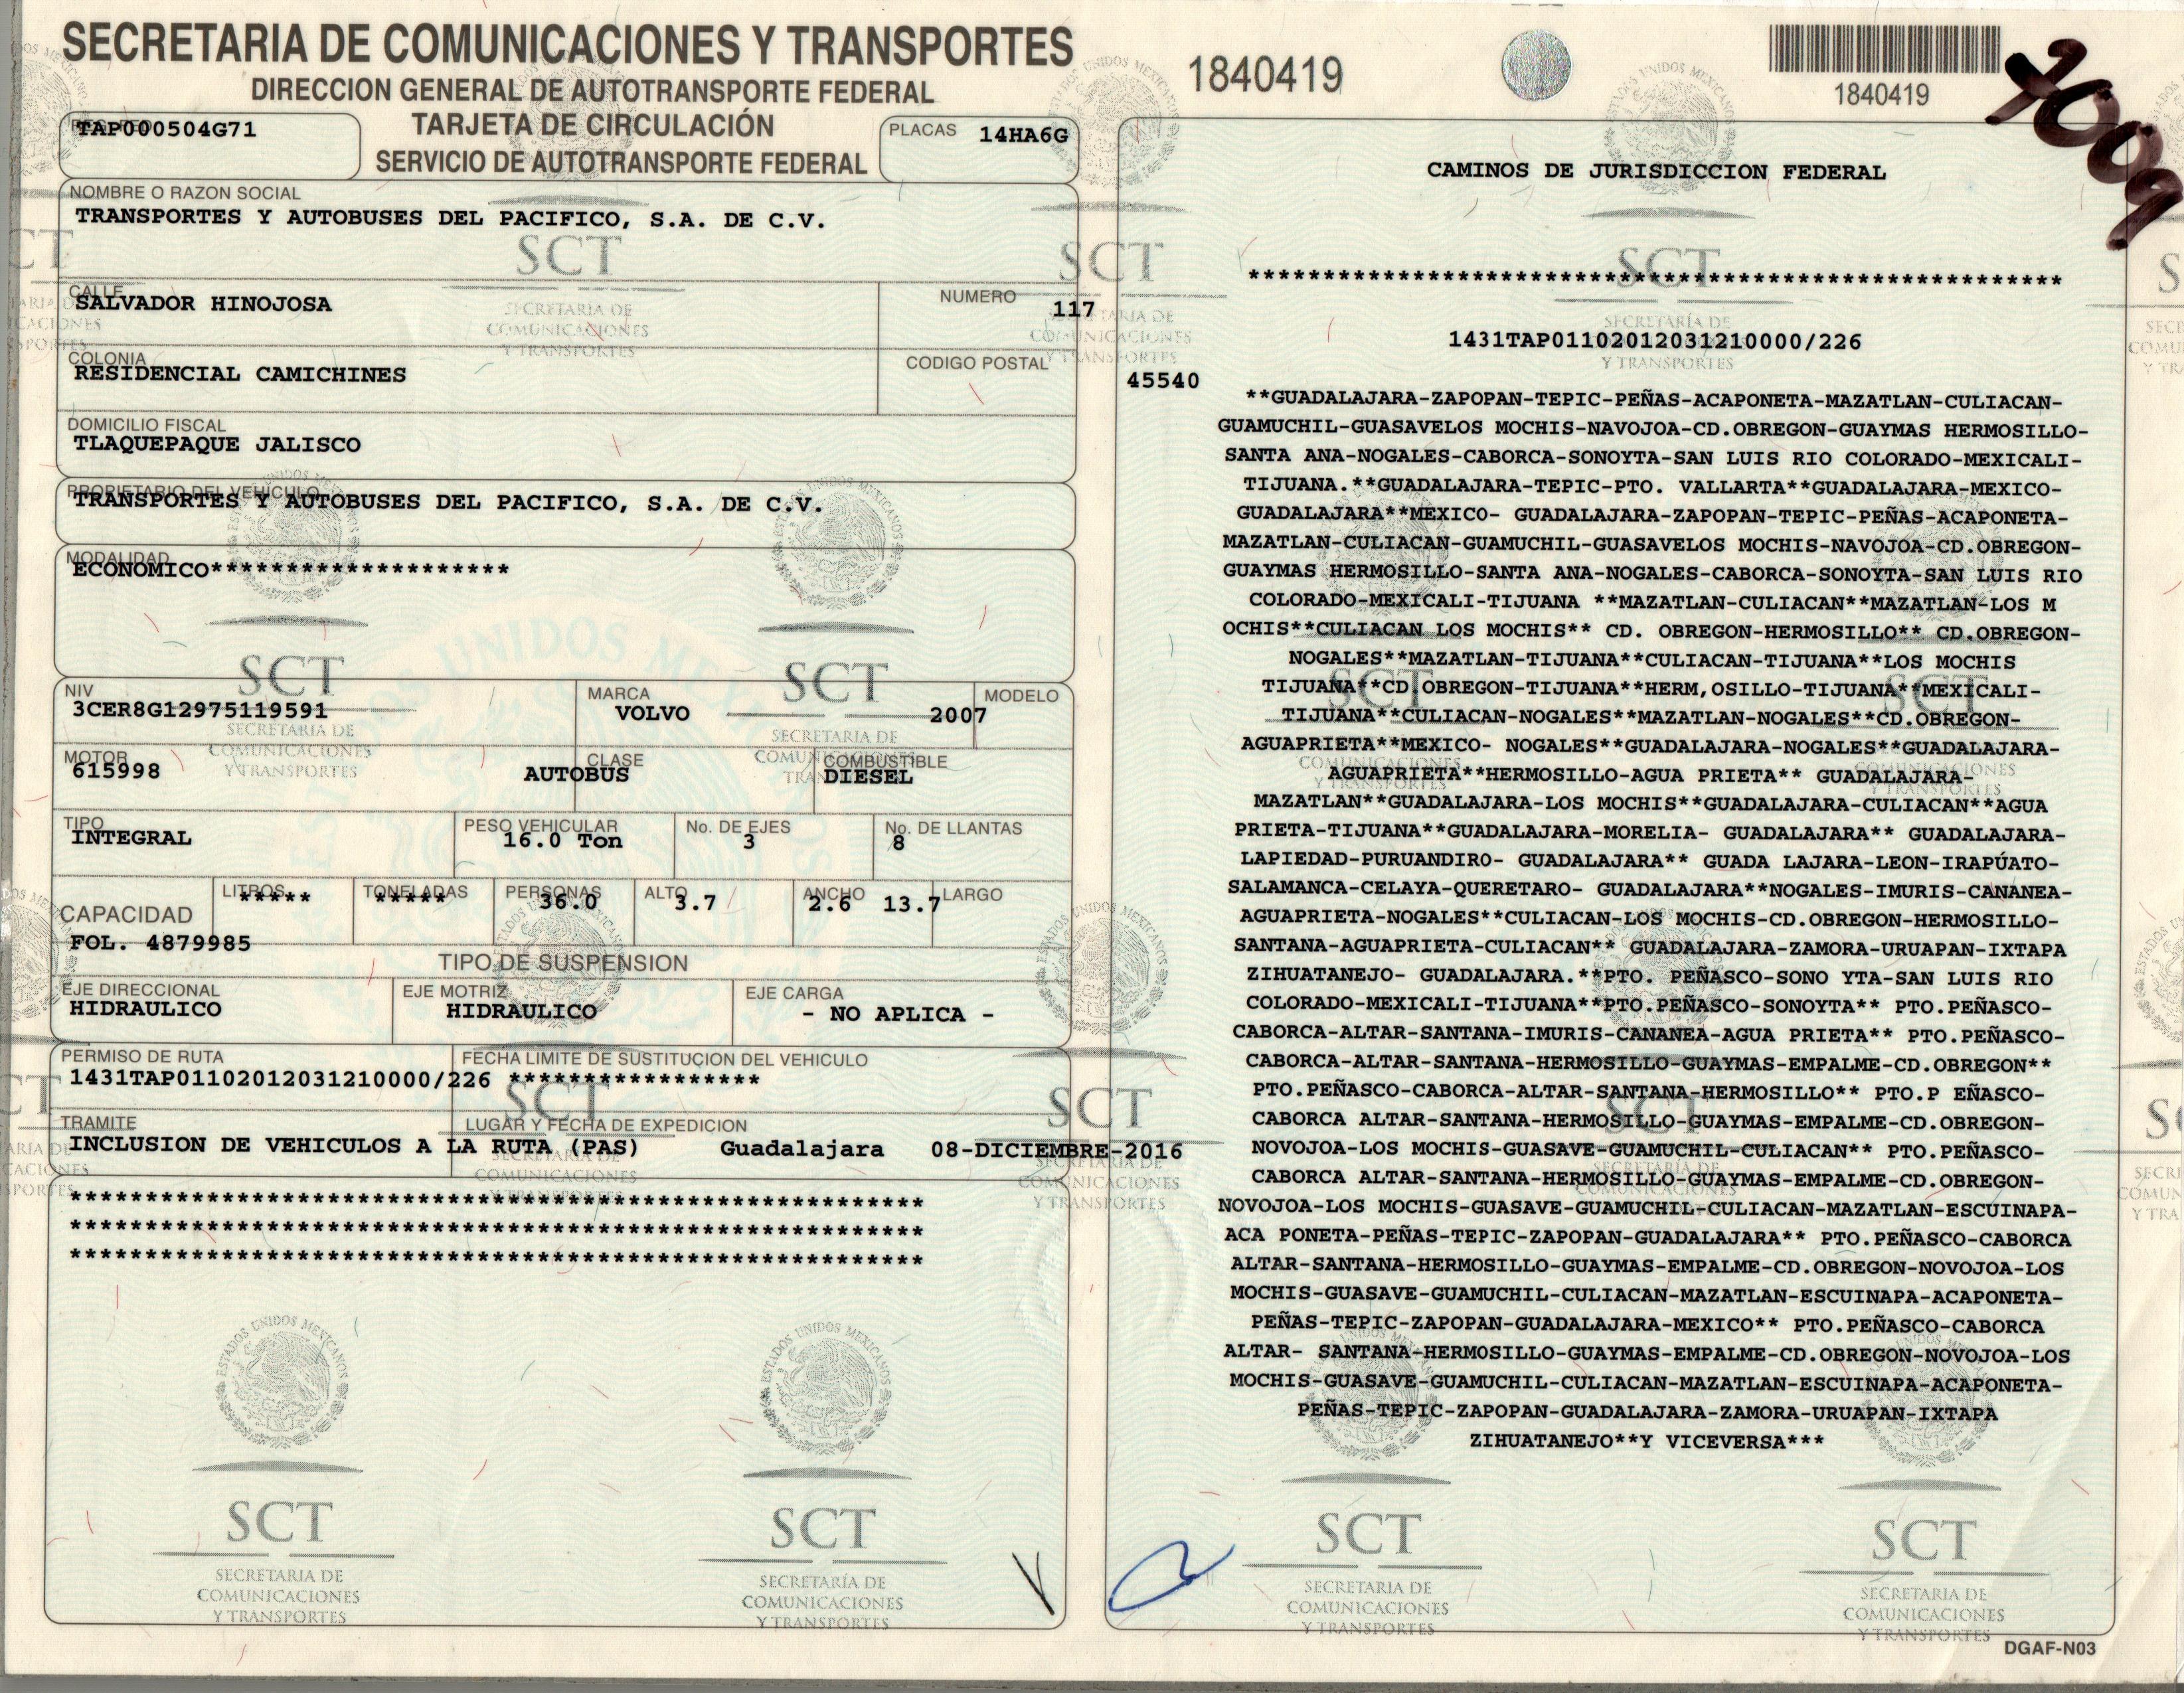 SECRETARIA DE COMUNICACIONES Y TRANSPORTES
DIRECCION GENERAL DE AUTOTRANSPORTE FEDERAL
TARJETA DE CIRCULACIÓN
SERVICIO DE AUTOTRANSPORTE FEDERAL
TAP000504G71
PLACAS 14HA6G
NOMBRE O RAZON SOCIAL
TRANSPORTES Y AUTOBUSES DEL PACIFICO, S.A. DE C.V.
CALLE
SALVADOR HINOJOSA
NUMERO
117
COLONIA
RESIDENCIAL CAMICHINES
CODIGO POSTAL
45540
DOMICILIO FISCAL
TLAQUEPAQUE JALISCO
PROPIETARIO DEL VEHICULO
TRANSPORTES Y AUTOBUSES DEL PACIFICO, S.A. DE C.V.
MODALIDAD
ECONOMICO********************
NIV
3CER8G12975119591
MARCA
VOLVO
MODELO
2007
MOTOR
615998
CLASE
AUTOBUS
COMBUSTIBLE
DIESEL
TIPO
INTEGRAL
PESO VEHICULAR
16.0 Ton
No. DE EJES
3
No. DE LLANTAS
8
CAPACIDAD
LITROS
*****
TONELADAS
*****
PERSONAS
36.0
ALTO
3.7
ANCHO
2.6
LARGO
13.7
FOL. 4879985
TIPO DE SUSPENSION
EJE DIRECCIONAL
HIDRAULICO
EJE MOTRIZ
HIDRAULICO
EJE CARGA
- NO APLICA -
PERMISO DE RUTA
1431TAP01102012031210000/226
FECHA LIMITE DE SUSTITUCION DEL VEHICULO
*****************
TRAMITE
INCLUSION DE VEHICULOS A LA RUTA (PAS)
LUGAR Y FECHA DE EXPEDICION
Guadalajara 08-DICIEMBRE-2016
*********************************************************
*********************************************************
*********************************************************
1840419
1840419
4009
CAMINOS DE JURISDICCION FEDERAL
*******************************************************
1431TAP01102012031210000/226
**GUADALAJARA-ZAPOPAN-TEPIC-PEÑAS-ACAPONETA-MAZATLAN-CULIACAN-
GUAMUCHIL-GUASAVELOS MOCHIS-NAVOJOA-CD.OBREGON-GUAYMAS HERMOSILLO-
SANTA ANA-NOGALES-CABORCA-SONOYTA-SAN LUIS RIO COLORADO-MEXICALI-
TIJUANA.**GUADALAJARA-TEPIC-PTO. VALLARTA**GUADALAJARA-MEXICO-
GUADALAJARA**MEXICO- GUADALAJARA-ZAPOPAN-TEPIC-PEÑAS-ACAPONETA-
MAZATLAN-CULIACAN-GUAMUCHIL-GUASAVELOS MOCHIS-NAVOJOA-CD.OBREGON-
GUAYMAS HERMOSILLO-SANTA ANA-NOGALES-CABORCA-SONOYTA-SAN LUIS RIO
COLORADO-MEXICALI-TIJUANA **MAZATLAN-CULIACAN**MAZATLAN-LOS M
OCHIS**CULIACAN LOS MOCHIS** CD. OBREGON-HERMOSILLO** CD.OBREGON-
NOGALES**MAZATLAN-TIJUANA**CULIACAN-TIJUANA**LOS MOCHIS
TIJUANA**CD.OBREGON-TIJUANA**HERM,OSILLO-TIJUANA**MEXICALI-
TIJUANA**CULIACAN-NOGALES**MAZATLAN-NOGALES**CD.OBREGON-
AGUAPRIETA**MEXICO- NOGALES**GUADALAJARA-NOGALES**GUADALAJARA-
AGUAPRIETA**HERMOSILLO-AGUA PRIETA** GUADALAJARA-
MAZATLAN**GUADALAJARA-LOS MOCHIS**GUADALAJARA-CULIACAN**AGUA
PRIETA-TIJUANA**GUADALAJARA-MORELIA- GUADALAJARA** GUADALAJARA-
LAPIEDAD-PURUANDIRO- GUADALAJARA** GUADA LAJARA-LEON-IRAPÚATO-
SALAMANCA-CELAYA-QUERETARO- GUADALAJARA**NOGALES-IMURIS-CANANEA-
AGUAPRIETA-NOGALES**CULIACAN-LOS MOCHIS-CD.OBREGON-HERMOSILLO-
SANTANA-AGUAPRIETA-CULIACAN** GUADALAJARA-ZAMORA-URUAPAN-IXTAPA
ZIHUATANEJO- GUADALAJARA.**PTO. PEÑASCO-SONO YTA-SAN LUIS RIO
COLORADO-MEXICALI-TIJUANA**PTO.PEÑASCO-SONOYTA** PTO.PEÑASCO-
CABORCA-ALTAR-SANTANA-IMURIS-CANANEA-AGUA PRIETA** PTO.PEÑASCO-
CABORCA-ALTAR-SANTANA-HERMOSILLO-GUAYMAS-EMPALME-CD.OBREGON**
PTO.PEÑASCO-CABORCA-ALTAR-SANTANA-HERMOSILLO** PTO.P EÑASCO-
CABORCA ALTAR-SANTANA-HERMOSILLO-GUAYMAS-EMPALME-CD.OBREGON-
NOVOJOA-LOS MOCHIS-GUASAVE-GUAMUCHIL-CULIACAN** PTO.PEÑASCO-
CABORCA ALTAR-SANTANA-HERMOSILLO-GUAYMAS-EMPALME-CD.OBREGON-
NOVOJOA-LOS MOCHIS-GUASAVE-GUAMUCHIL-CULIACAN-MAZATLAN-ESCUINAPA-
ACA PONETA-PEÑAS-TEPIC-ZAPOPAN-GUADALAJARA** PTO.PEÑASCO-CABORCA
ALTAR-SANTANA-HERMOSILLO-GUAYMAS-EMPALME-CD.OBREGON-NOVOJOA-LOS
MOCHIS-GUASAVE-GUAMUCHIL-CULIACAN-MAZATLAN-ESCUINAPA-ACAPONETA-
PEÑAS-TEPIC-ZAPOPAN-GUADALAJARA-MEXICO** PTO.PEÑASCO-CABORCA
ALTAR- SANTANA-HERMOSILLO-GUAYMAS-EMPALME-CD.OBREGON-NOVOJOA-LOS
MOCHIS-GUASAVE-GUAMUCHIL-CULIACAN-MAZATLAN-ESCUINAPA-ACAPONETA-
PEÑAS-TEPIC-ZAPOPAN-GUADALAJARA-ZAMORA-URUAPAN-IXTAPA
ZIHUATANEJO**Y VICEVERSA***
SCT
SECRETARIA DE
COMUNICACIONES
Y TRANSPORTES
DGAF-N03